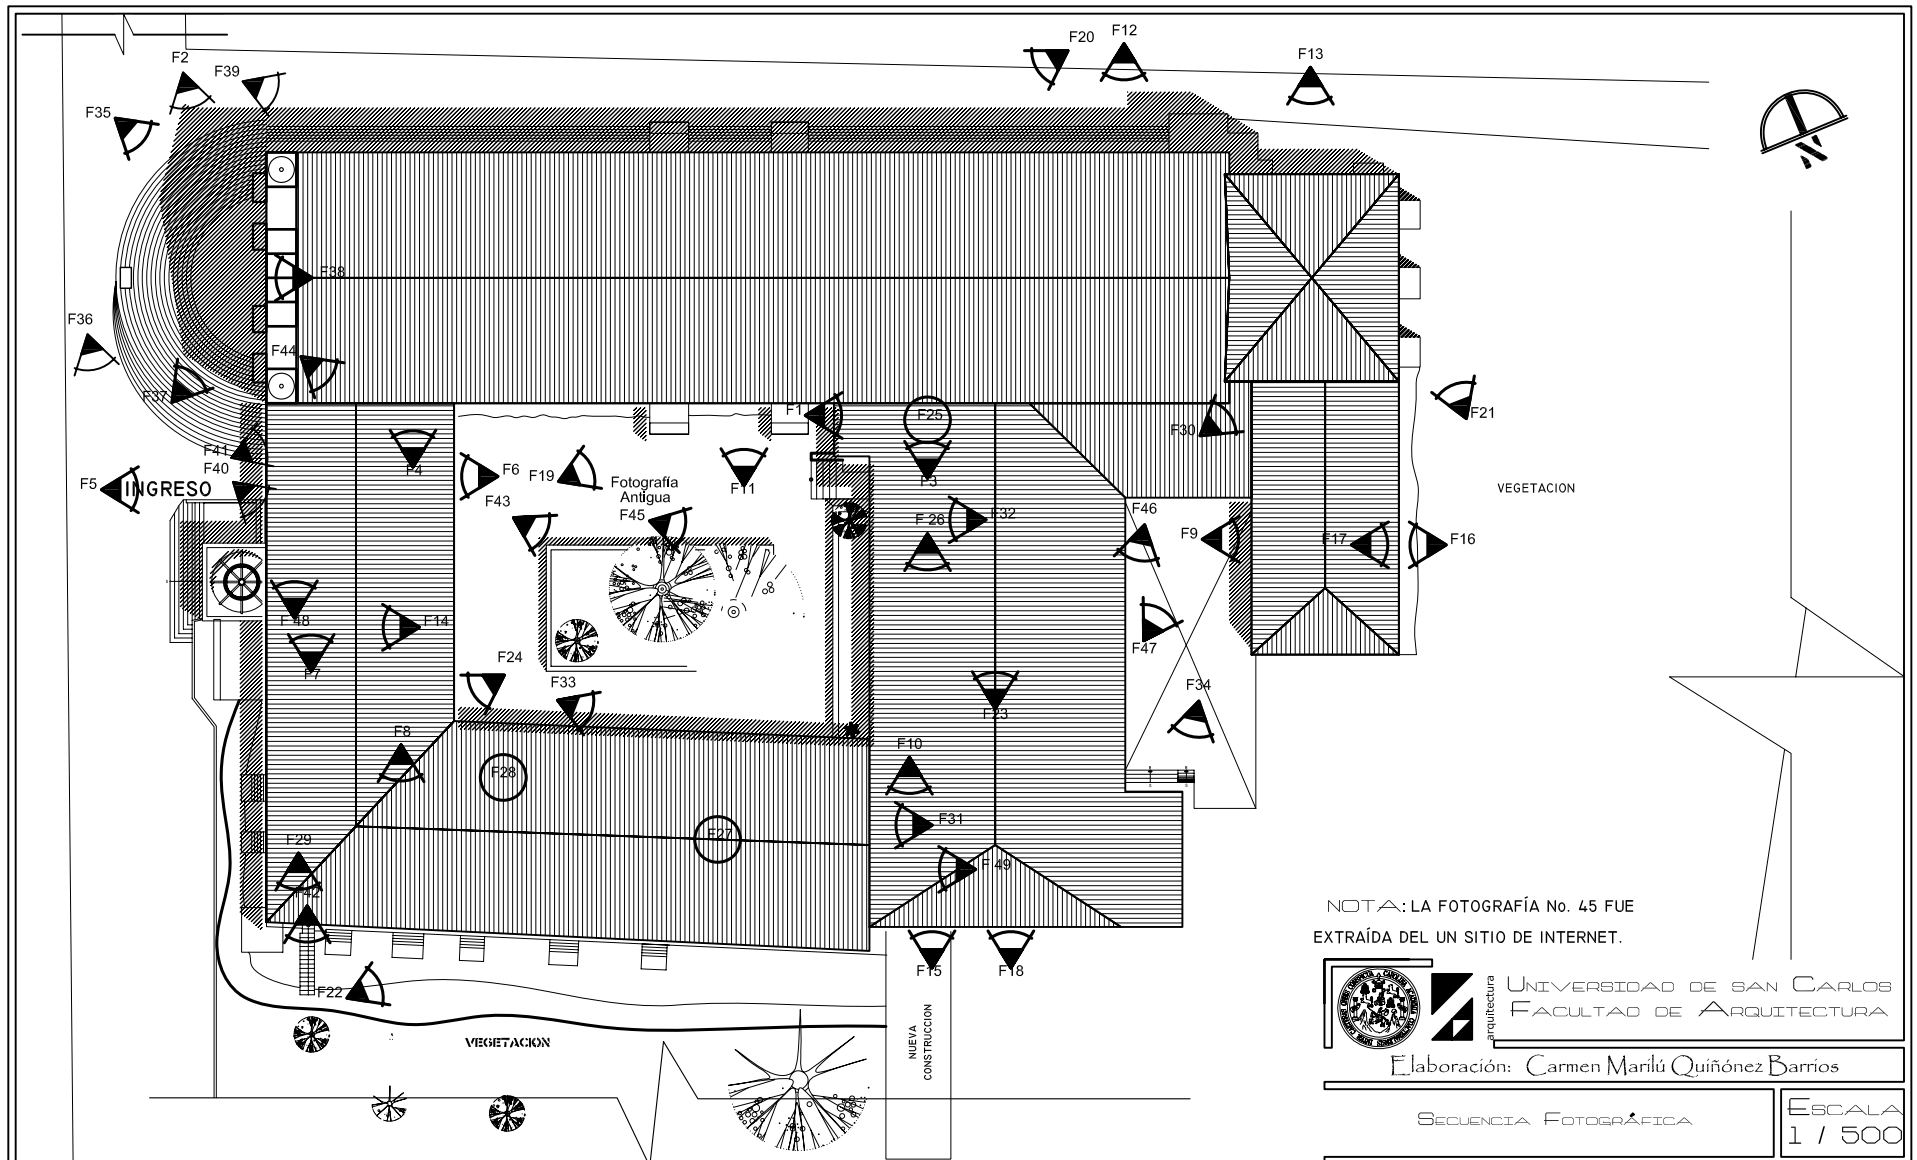 F20
F12
F13
F2
F39
F35
F38
F36
F44
F37
F1
F25
F30
F21
F41
F40
F4
F6
F19
Fotografía
Antigua
F5
INGRESO
F43
F45
F11
F3
VEGETACION
F 26
F32
F46
F9
F17
F16
F48
F14
F7
F24
F33
F47
F34
F23
F8
F28
F10
F27
F31
F29
F42
F 49
F22
F15
F18
NOTA: LA FOTOGRAFÍA No. 45 FUE
EXTRAÍDA DEL UN SITIO DE INTERNET.
arquitectura
UNIVERSIDAD DE SAN CARLOS
FACULTAD DE ARQUITECTURA
VEGETACION
NUEVA
CONSTRUCCION
Elaboración: Carmen Marilú Quiñónez Barrios
SECUENCIA FOTOGRÁFICA
ESCALA
1 / 500